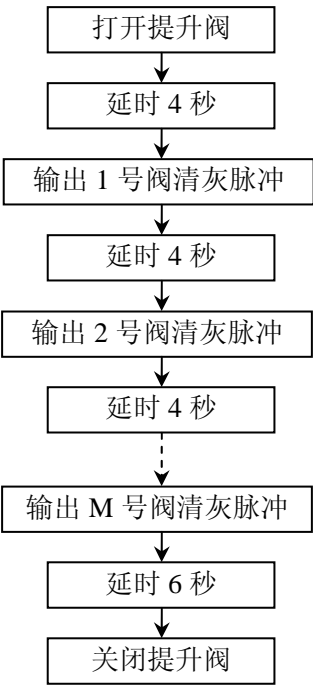 打开提升阀
延时 4 秒
输出 1 号阀清灰脉冲
延时 4 秒
输出 2 号阀清灰脉冲
延时 4 秒
输出 M 号阀清灰脉冲
延时 6 秒
关闭提升阀